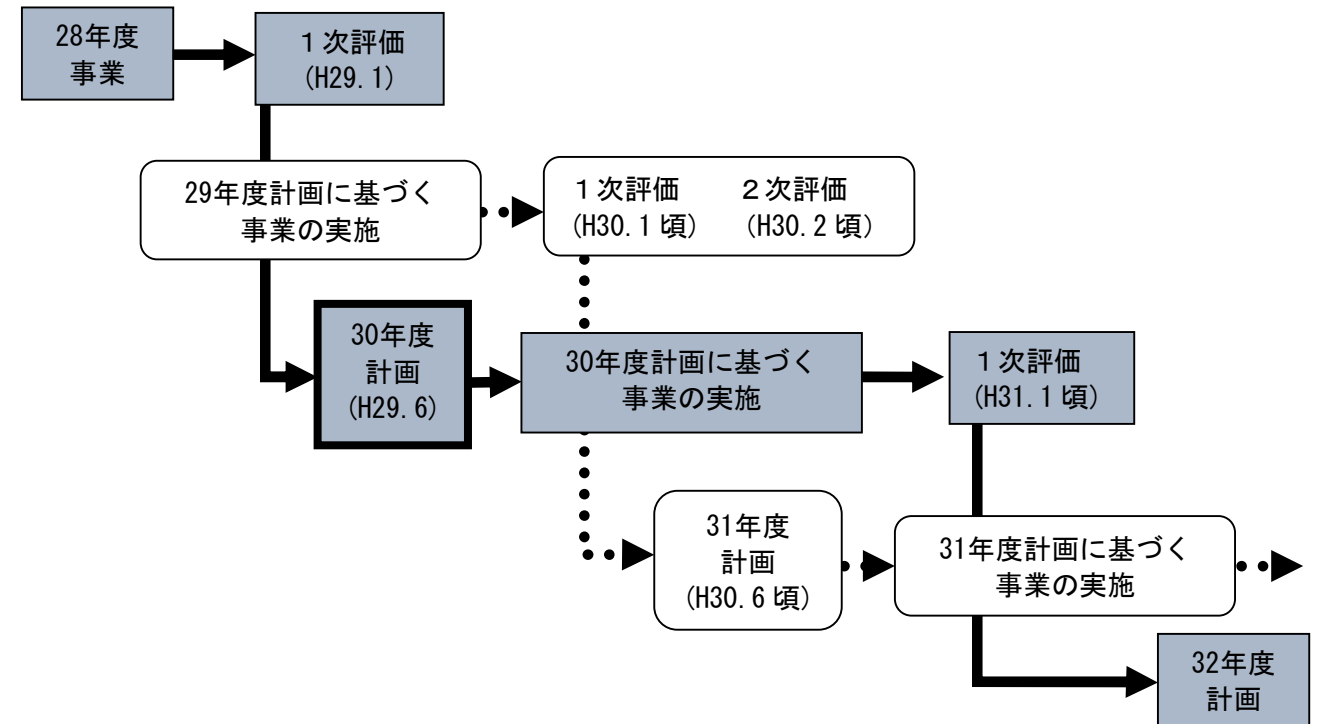 28年度
事業
１次評価
(H29.1)
29年度計画に基づく
事業の実施
１次評価　２次評価
(H30.1頃)　(H30.2頃)
30年度
計画
(H29.6)
30年度計画に基づく
事業の実施
１次評価
(H31.1頃)
31年度
計画
(H30.6頃)
31年度計画に基づく
事業の実施
32年度
計画